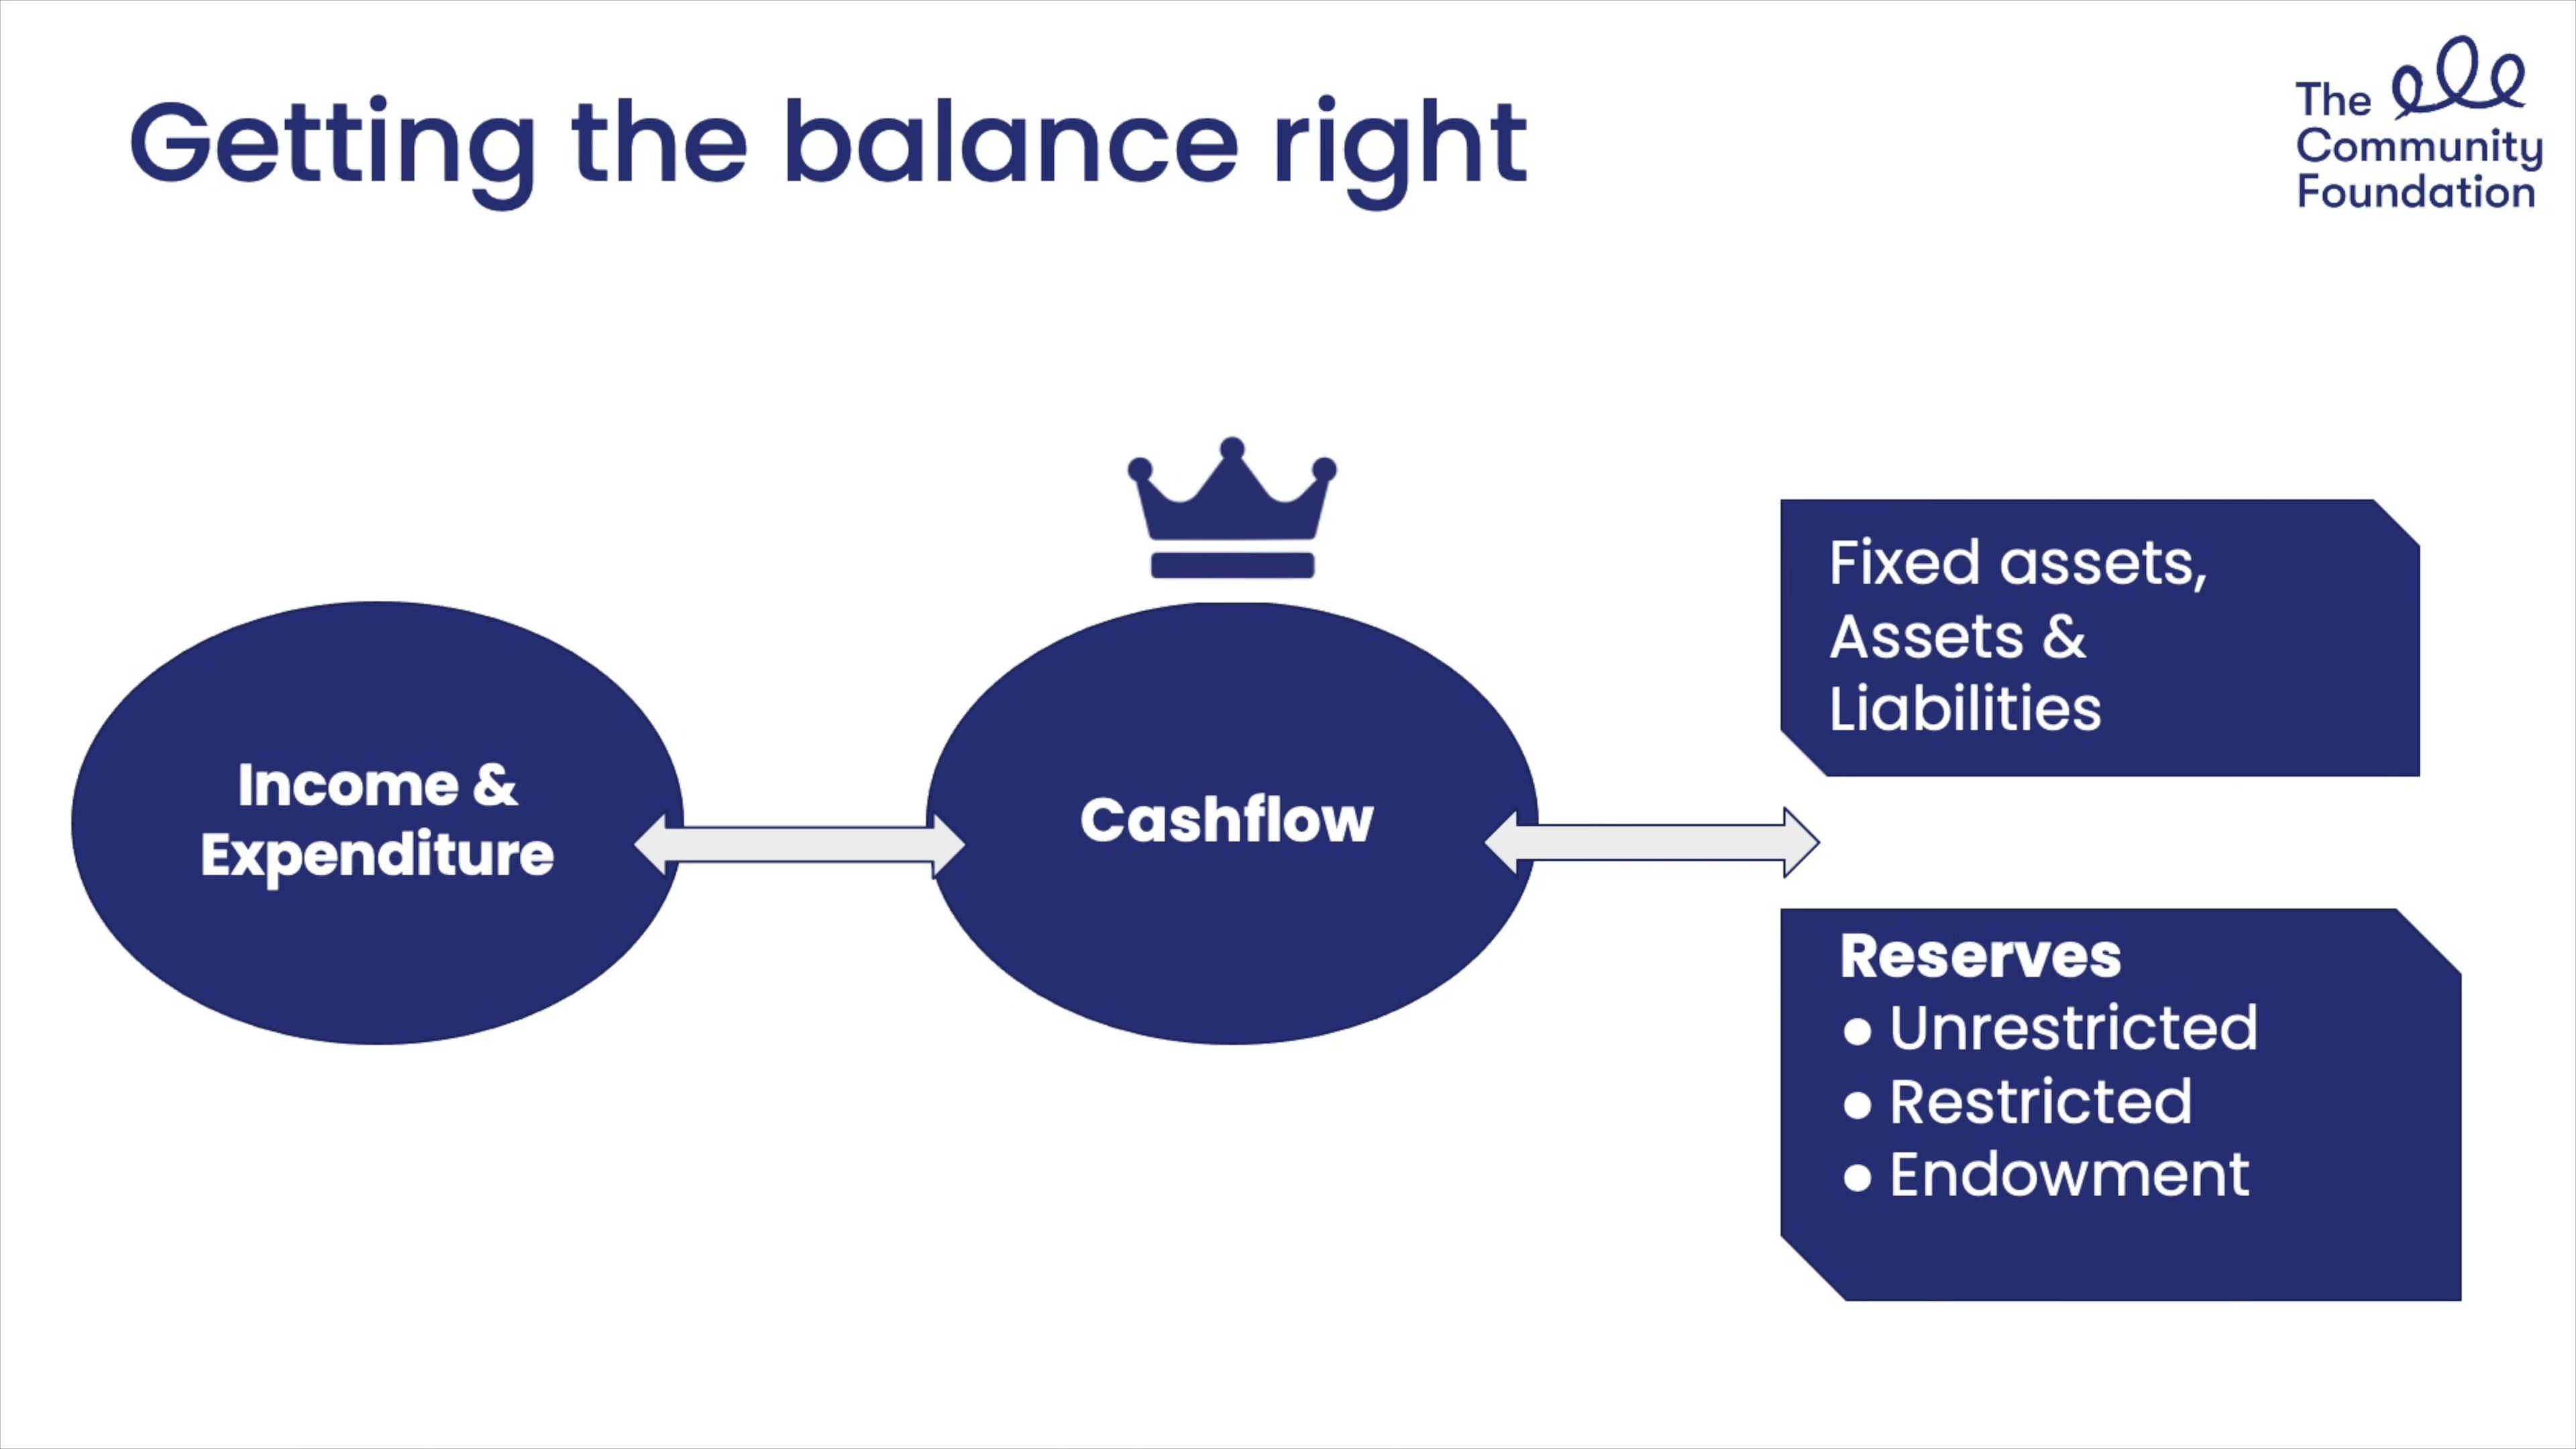 Getting the balance right
The
Community
Foundation
Income &
Expenditure
Cashflow
Fixed assets,
Assets &
Liabilities
Reserves
● Unrestricted
● Restricted
● Endowment